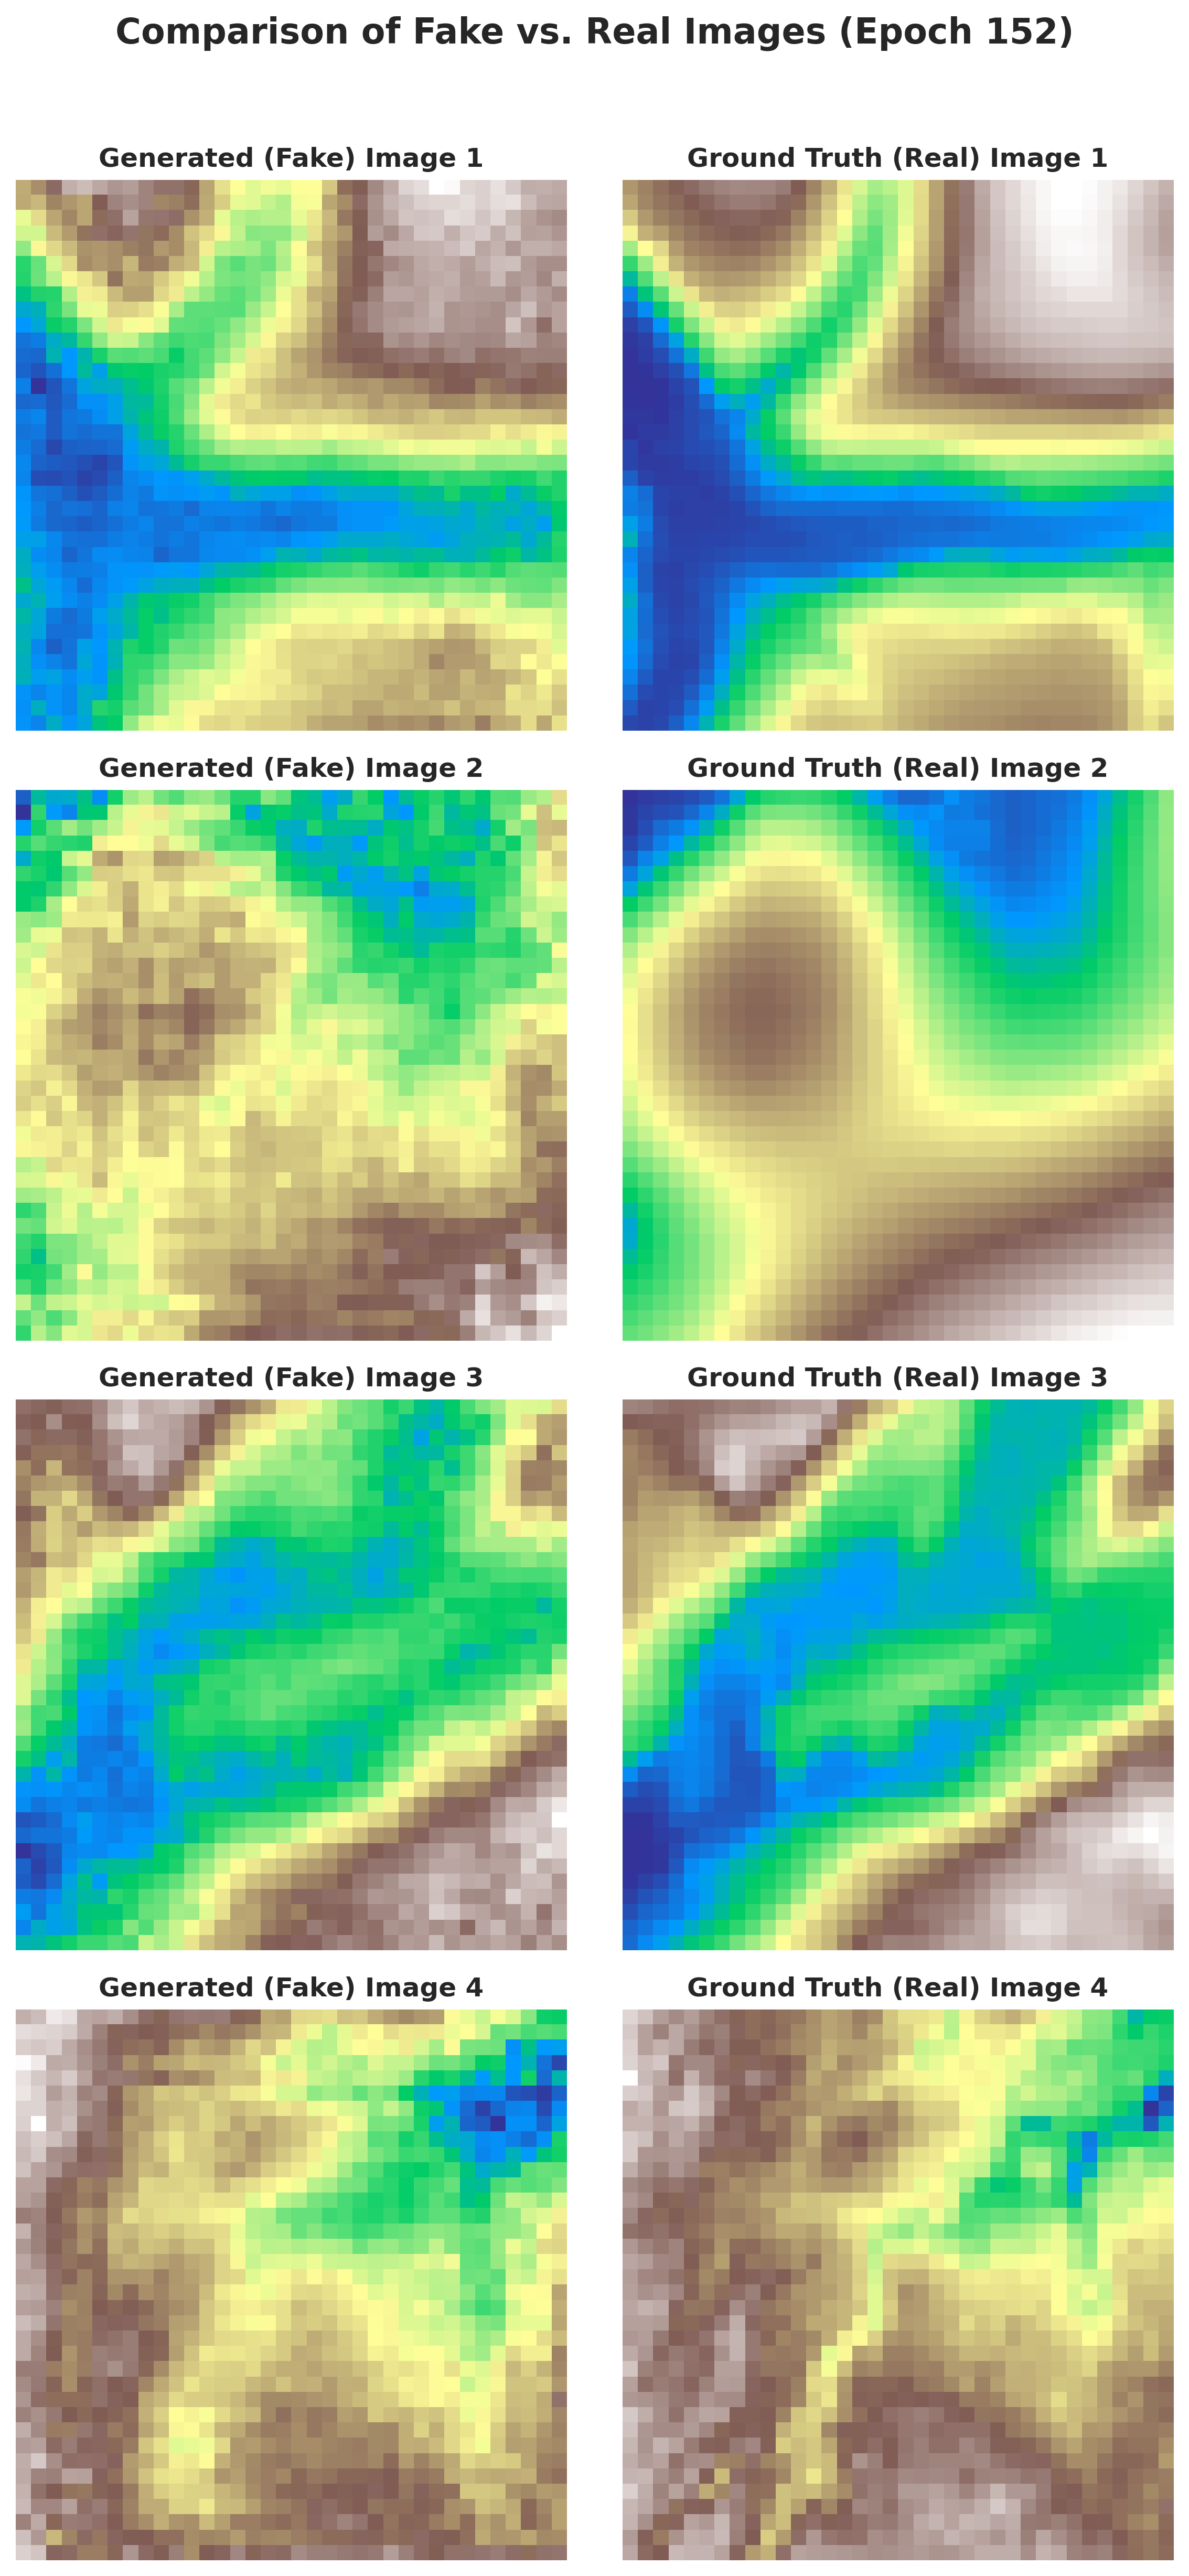 Comparison of Fake vs. Real Images (Epoch 152)
Generated (Fake) Image 1
Ground Truth (Real) Image 1
Generated (Fake) Image 2
Ground Truth (Real) Image 2
Generated (Fake) Image 3
Ground Truth (Real) Image 3
Generated (Fake) Image 4
Ground Truth (Real) Image 4